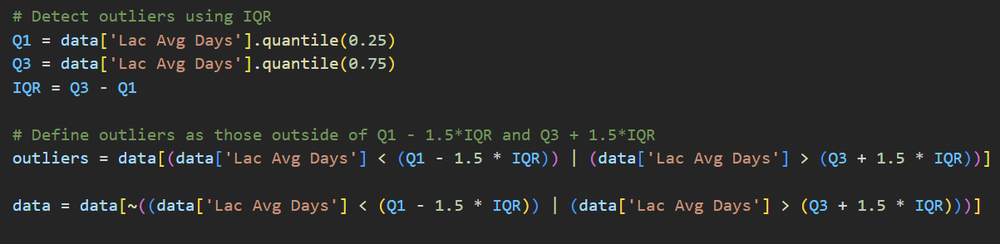 # Detect outliers using IQR
Q1 = data['Lac Avg Days'].quantile(0.25)
Q3 = data['Lac Avg Days'].quantile(0.75)
IQR = Q3 - Q1
# Define outliers as those outside of Q1 - 1.5*IQR and Q3 + 1.5*IQR
outliers = data[(data['Lac Avg Days'] < (Q1 - 1.5 * IQR)) | (data['Lac Avg Days'] > (Q3 + 1.5 * IQR))]
data = data[~((data['Lac Avg Days'] < (Q1 - 1.5 * IQR)) | (data['Lac Avg Days'] > (Q3 + 1.5 * IQR)))]